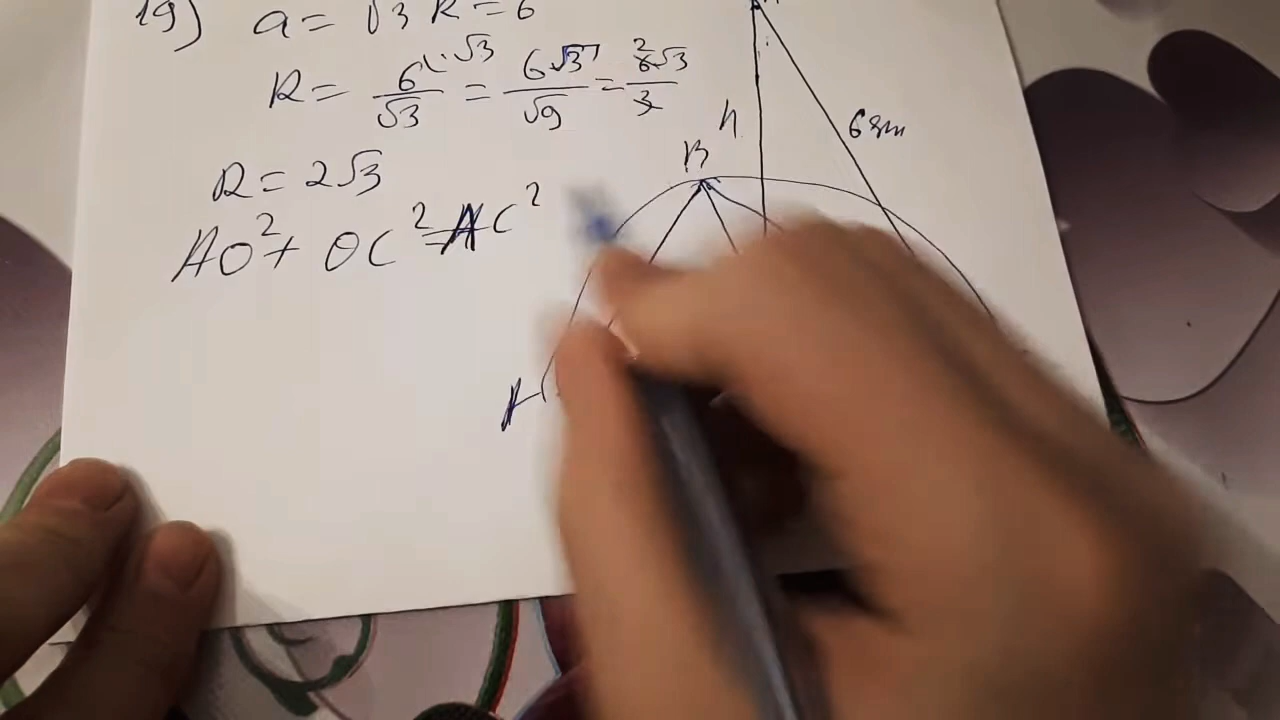 19) a = √3 R = 6
R = 6\·√3 / √3 = 6√3 / √9 = 2 6√3 / 3
R = 2√3
AO² + OC² = AC²
h
6 sm
B
A